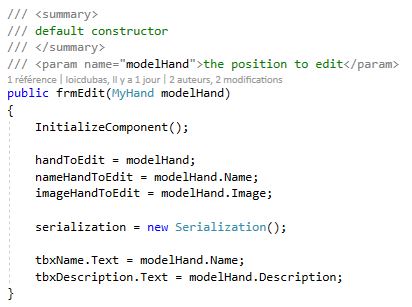 /// <summary>
/// default constructor
/// </summary>
/// <param name="modelHand">the position to edit</param>
1 référence | loicdubas, Il y a 1 jour | 2 auteurs, 2 modifications
public frmEdit(MyHand modelHand)
{
    InitializeComponent();

    handToEdit = modelHand;
    nameHandToEdit = modelHand.Name;
    imageHandToEdit = modelHand.Image;

    serialization = new Serialization();

    tbxName.Text = modelHand.Name;
    tbxDescription.Text = modelHand.Description;
}